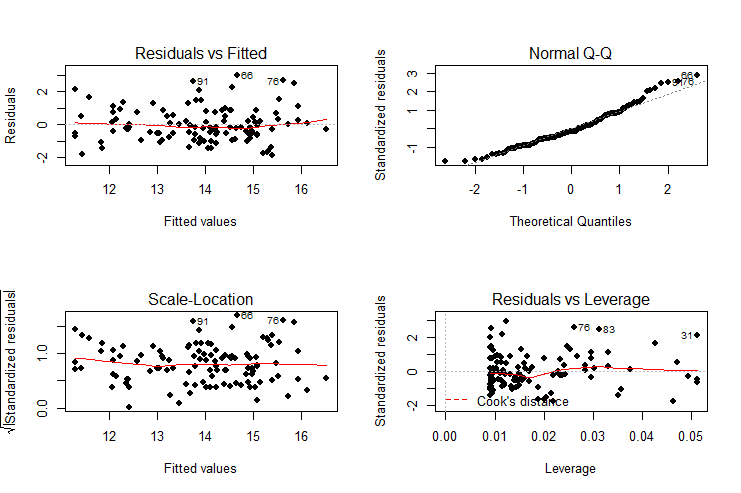 Residuals vs Fitted
Residuals
2
0
-2
91
66
76
12 13 14 15 16
Fitted values
Normal Q-Q
Standardized residuals
3
1
-1
66
76
-2 -1 0 1 2
Theoretical Quantiles
Scale-Location
√|Standardized residuals|
1.0
0.0
91
66
76
12 13 14 15 16
Fitted values
Residuals vs Leverage
Standardized residuals
2
0
-2
76
83
31
Cook's distance
0.00 0.01 0.02 0.03 0.04 0.05
Leverage